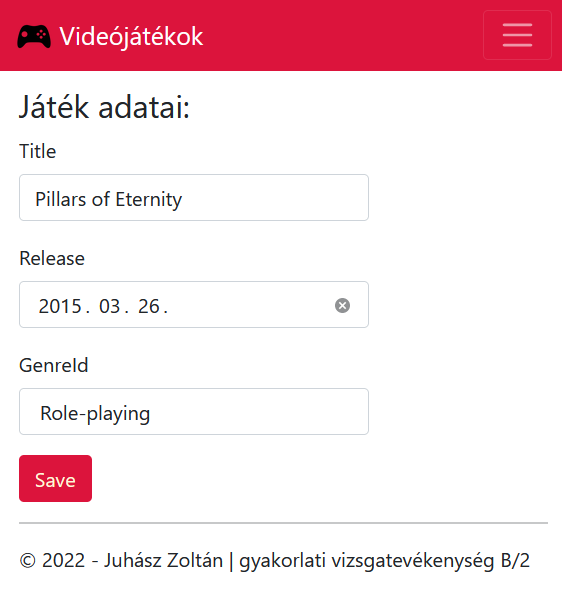 Videójátékok
Játék adatai:
Title
Pillars of Eternity
Release
2015. 03. 26.
GenreId
Role-playing
Save
© 2022 - Juhász Zoltán | gyakorlati vizsgatevékenység B/2